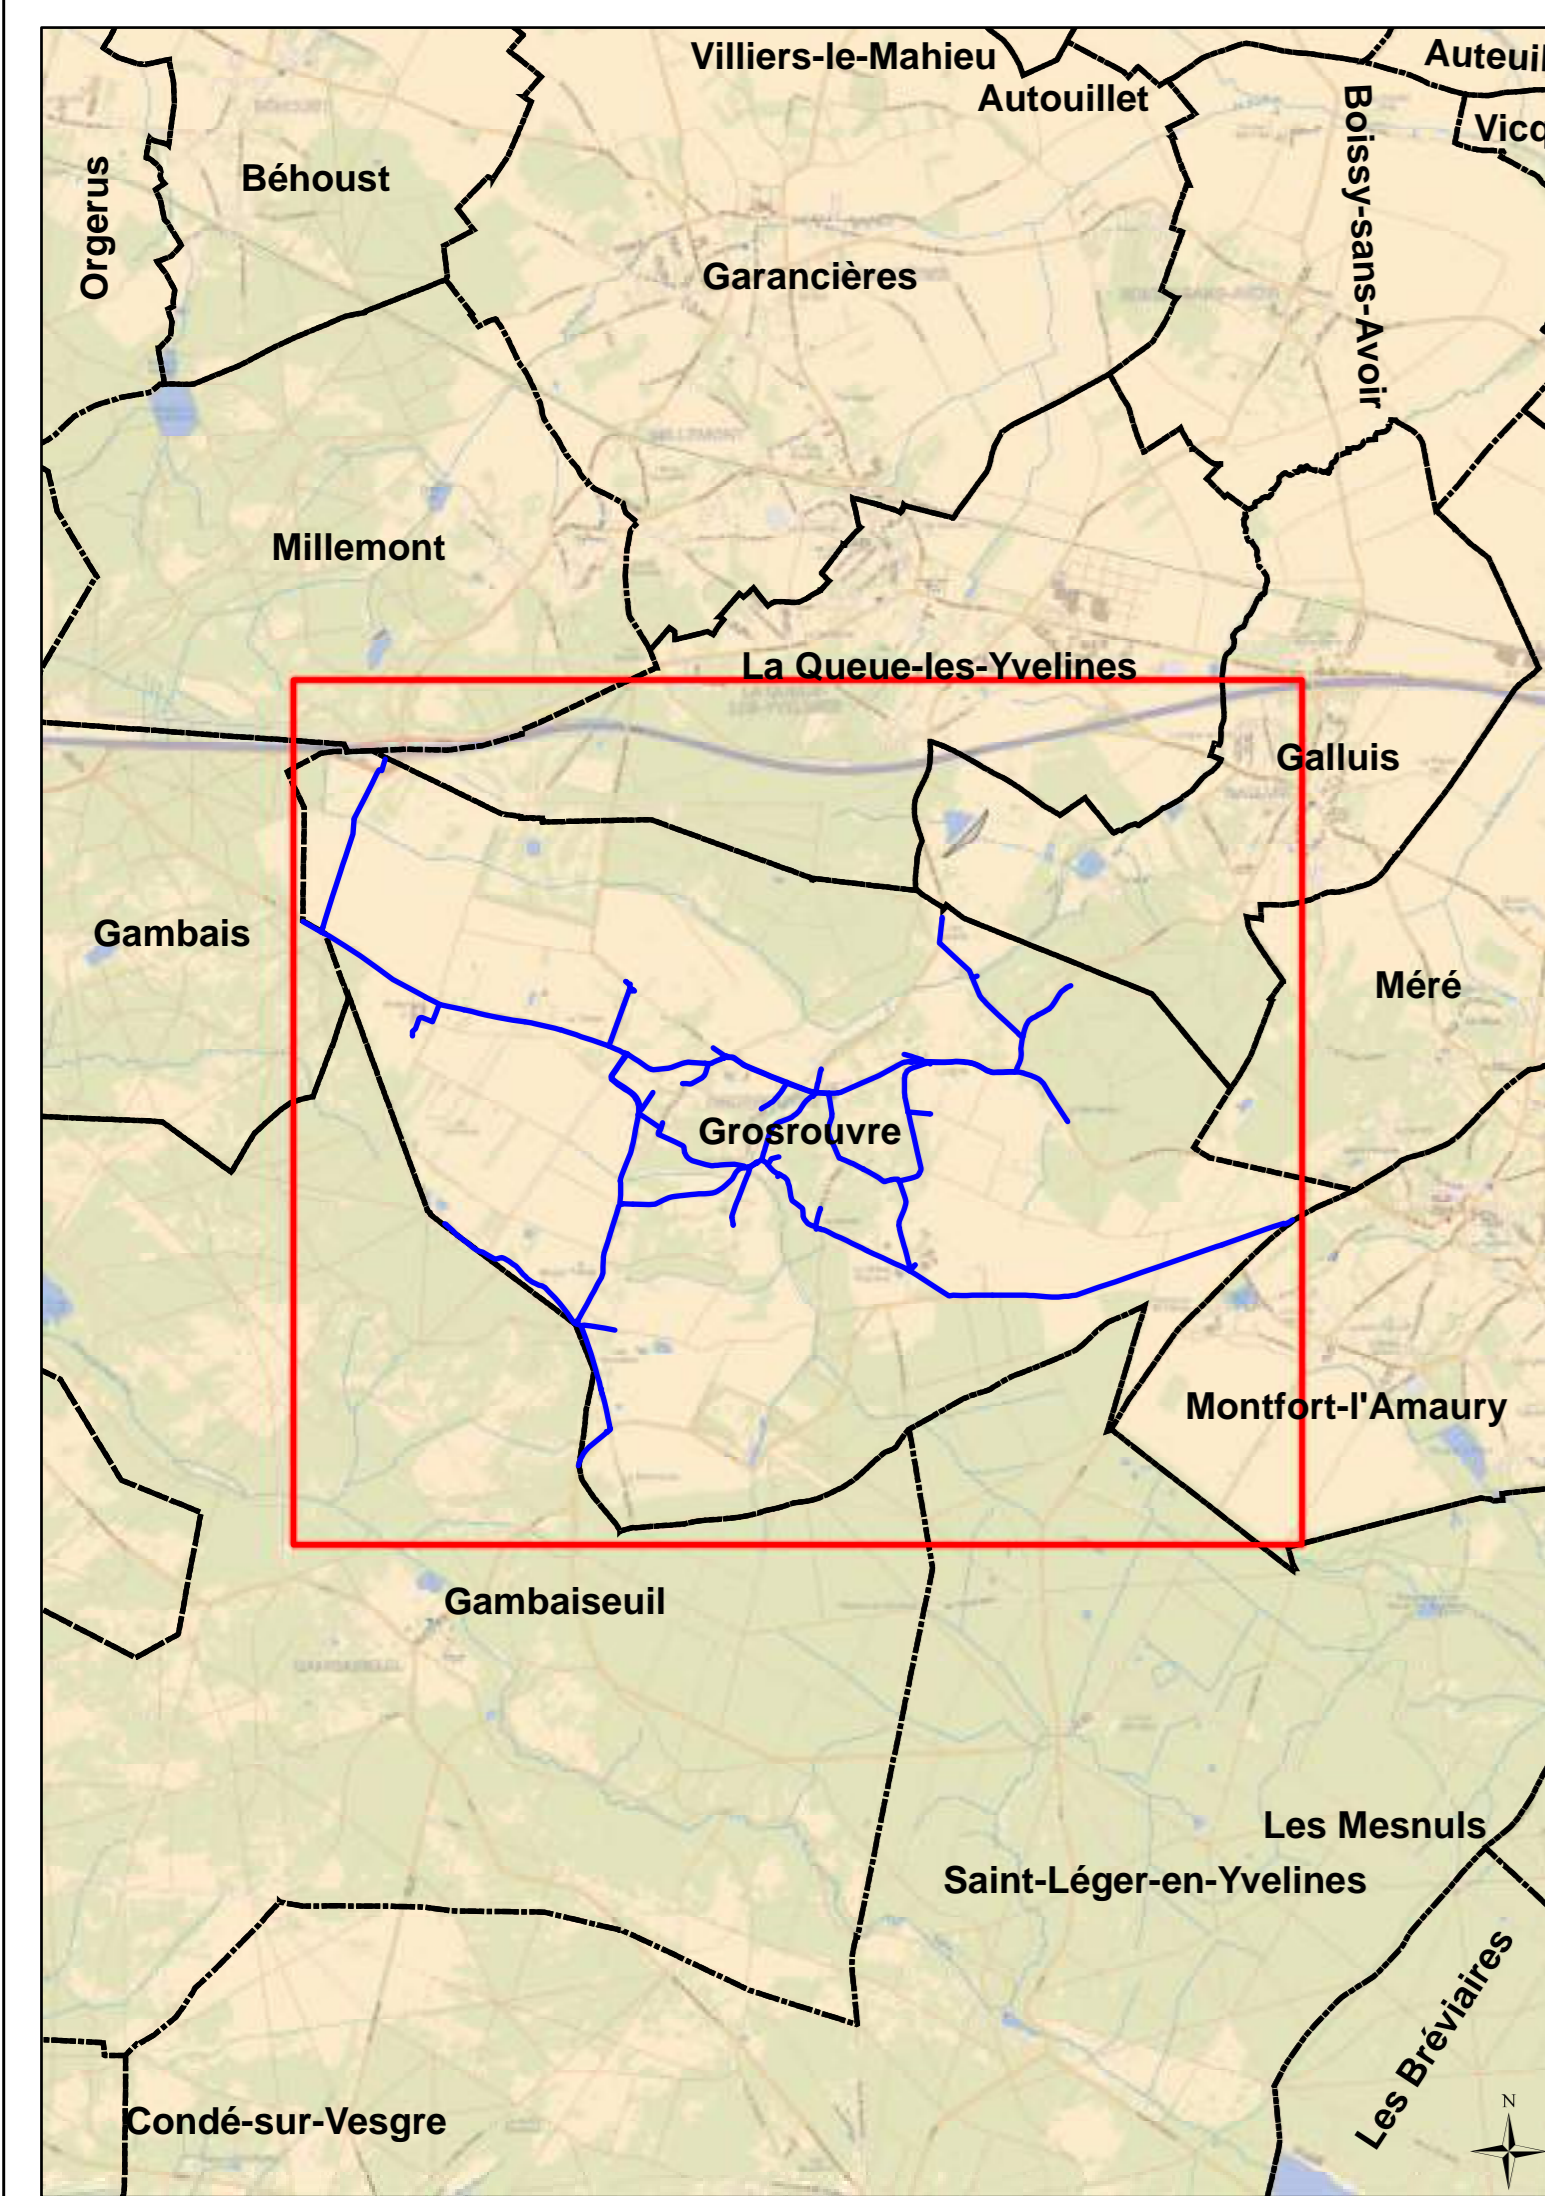 Villiers-le-Mahieu
Auteuil
Autouillet
Boissy-sans-Avoir
Vicq
Orgerus
Béhoust
Garancières
Millemont
La Queue-les-Yvelines
Galluis
Gambais
Méré
Grosrouvre
Montfort-l'Amaury
Gambaiseuil
Les Mesnuls
Saint-Léger-en-Yvelines
Les Bréviaires
Condé-sur-Vesgre
N